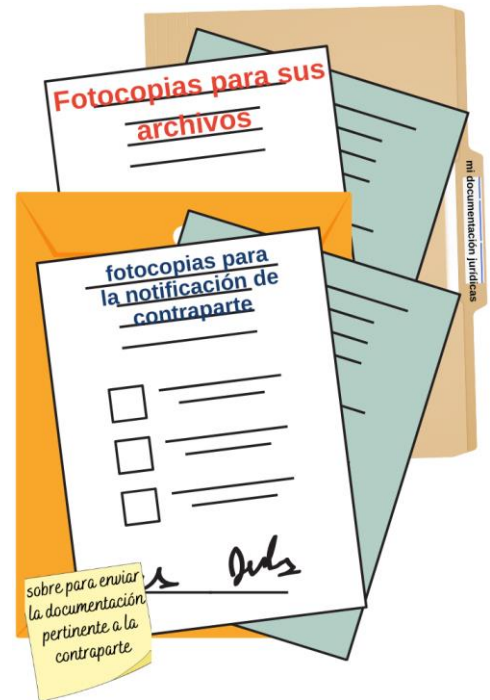 Fotocopias para sus
archivos
mi documentación jurídicas
fotocopias para
la notificación de
contraparte
sobre para enviar
la documentación
pertinente a la
contraparte